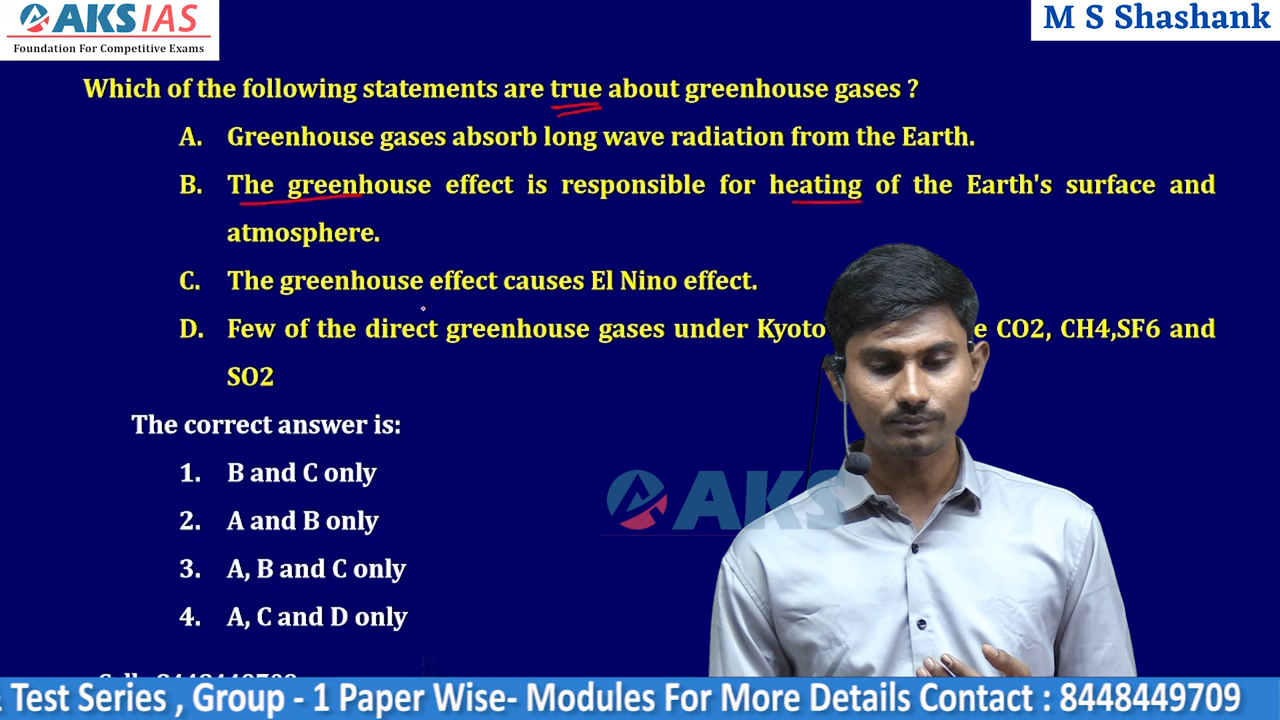 AKS IAS
Foundation For Competitive Exams
M S Shashank
Which of the following statements are true about greenhouse gases ?
A. Greenhouse gases absorb long wave radiation from the Earth.
B. The greenhouse effect is responsible for heating of the Earth's surface and
atmosphere.
C. The greenhouse effect causes El Nino effect.
D. Few of the direct greenhouse gases under Kyoto CO2, CH4,SF6 and
SO2
The correct answer is:
1. B and C only
2. A and B only
AKS
3. A, B and C only
4. A, C and D only
Test Series , Group - 1 Paper Wise- Modules For More Details Contact : 8448449709